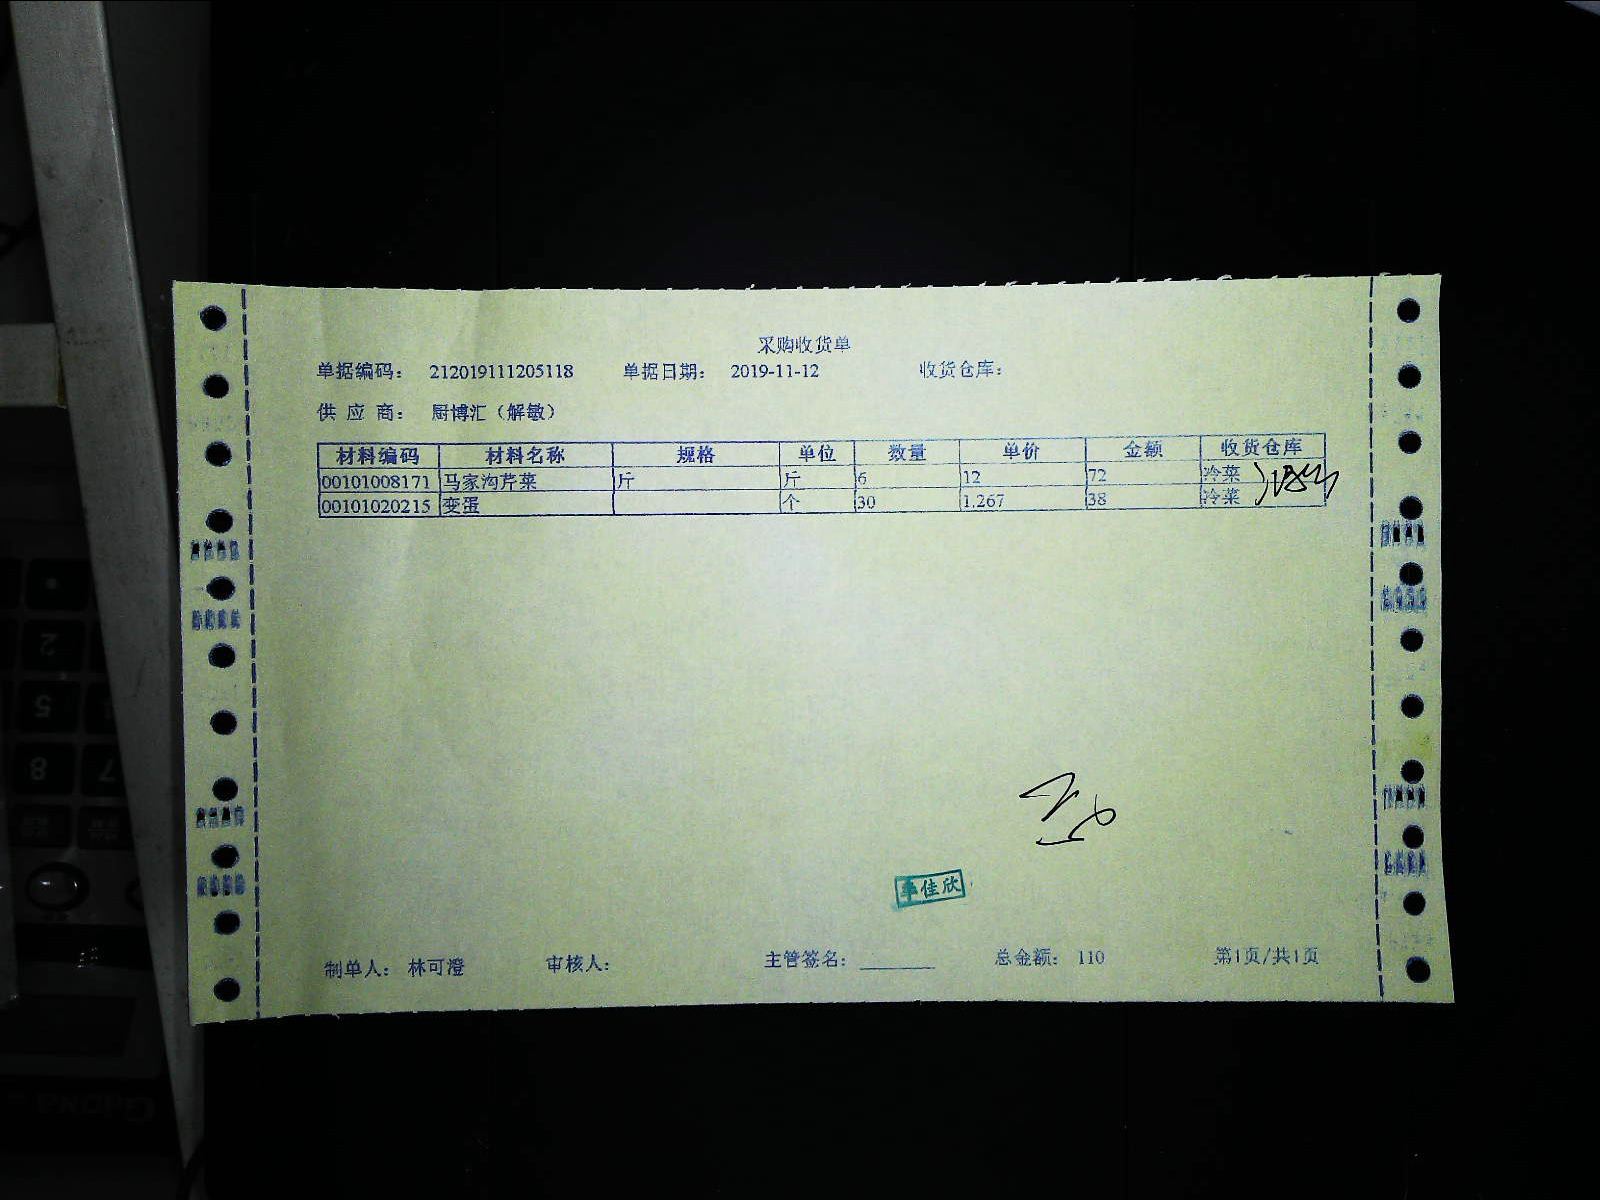 采购收货单
单据编码： 212019111205118 单据日期： 2019-11-12 收货仓库：
供 应 商： 厨博汇（解敏）
材料编码 材料名称 规格 单位 数量 单价 金额 收货仓库
00101008171 马家沟芹菜 斤 斤 6 12 72 冷菜
00101020215 变蛋 个 30 1.267 38 冷菜
佳欣
制单人： 林可澄 审核人： 主管签名： 总金额： 110 第1页/共1页